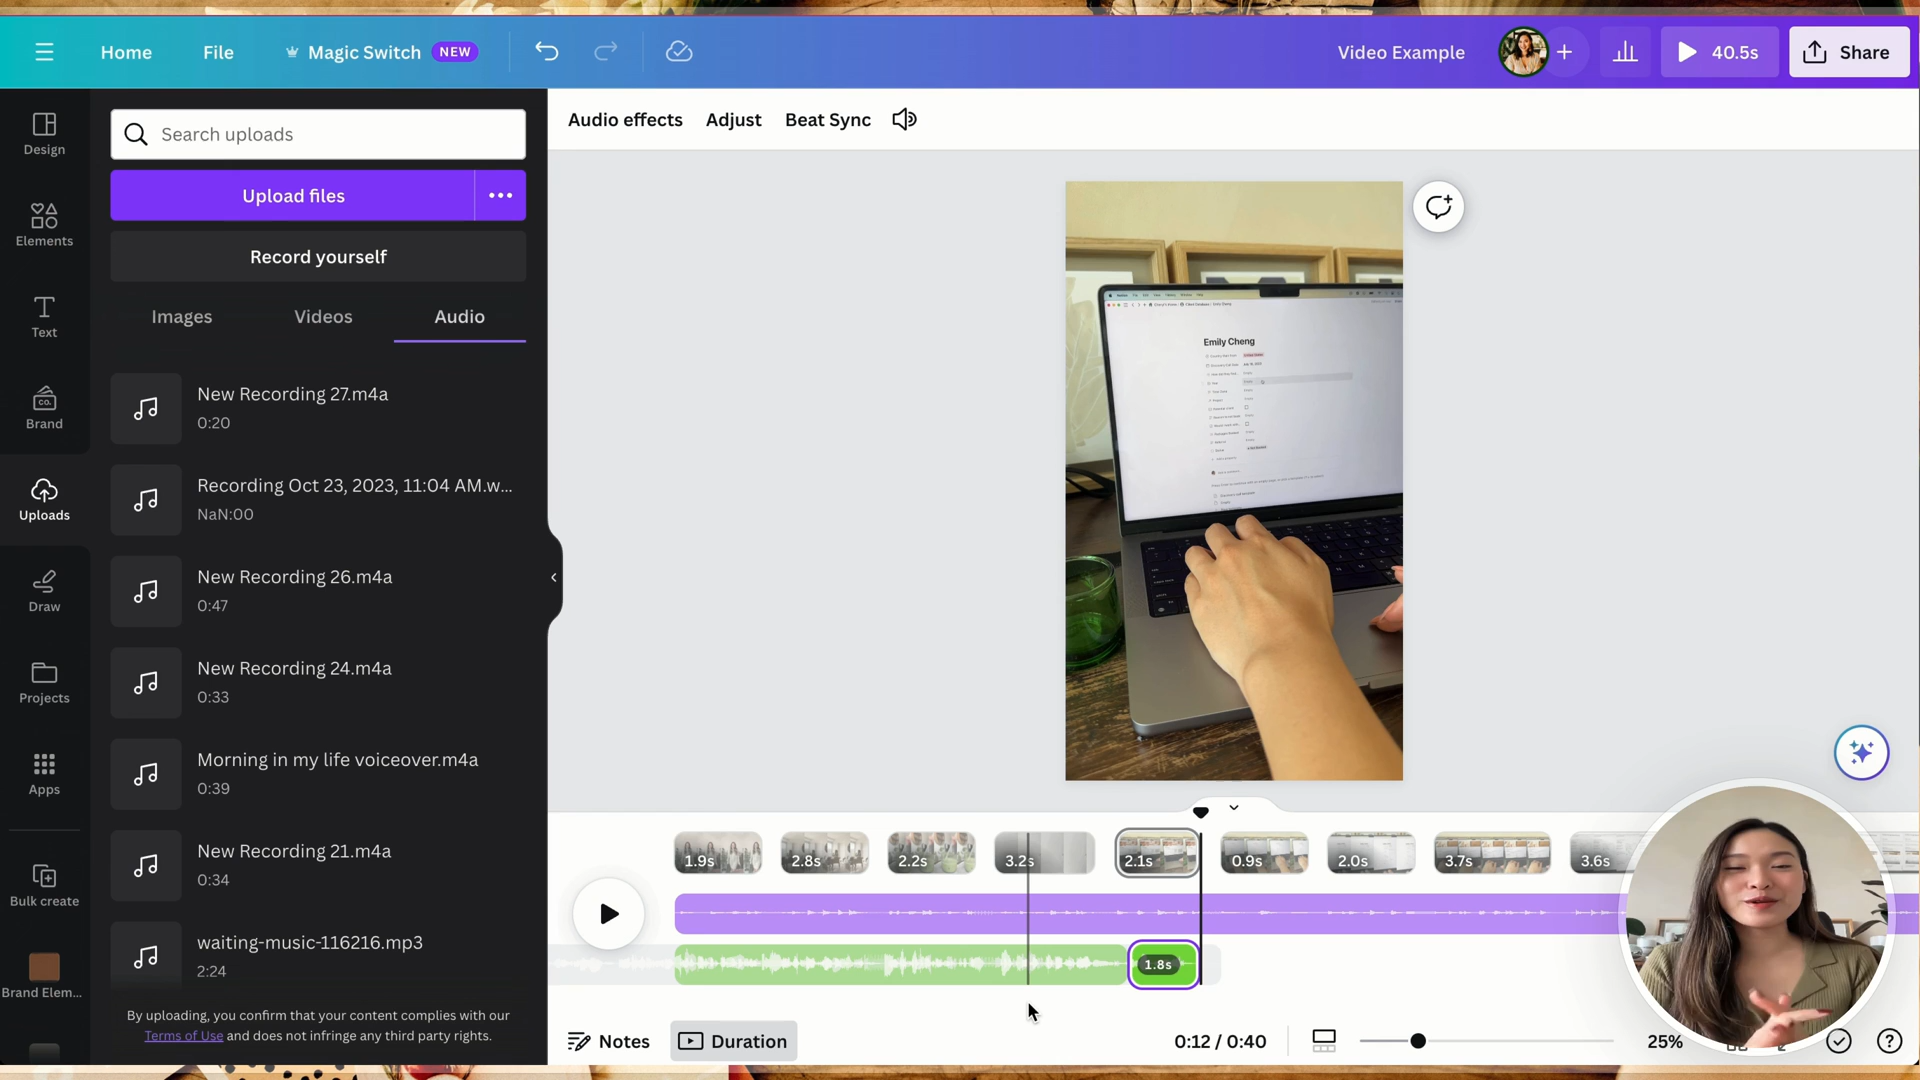 Home
File
Magic Switch
NEW
Video Example
40.5s
Share
Design
Elements
Text
CO.
Brand
Uploads
Draw
Projects
Apps
Bulk create
Brand Elem...
Search uploads
Upload files
Record yourself
Images
Videos
Audio
New Recording 27.m4a
0:20
Recording Oct 23, 2023, 11:04 AM.w...
NaN:00
New Recording 26.m4a
0:47
New Recording 24.m4a
0:33
Morning in my life voiceover.m4a
0:39
New Recording 21.m4a
0:34
waiting-music-116216.mp3
2:24
By uploading, you confirm that your content complies with our
Terms of Use and does not infringe any third party rights.
Audio effects
Adjust
Beat Sync
Emily Cheng
1.9s
2.8s
2.2s
3.2s
2.1s
0.9s
2.0s
3.7s
3.6s
1.8s
Notes
Duration
0:12 / 0:40
25%